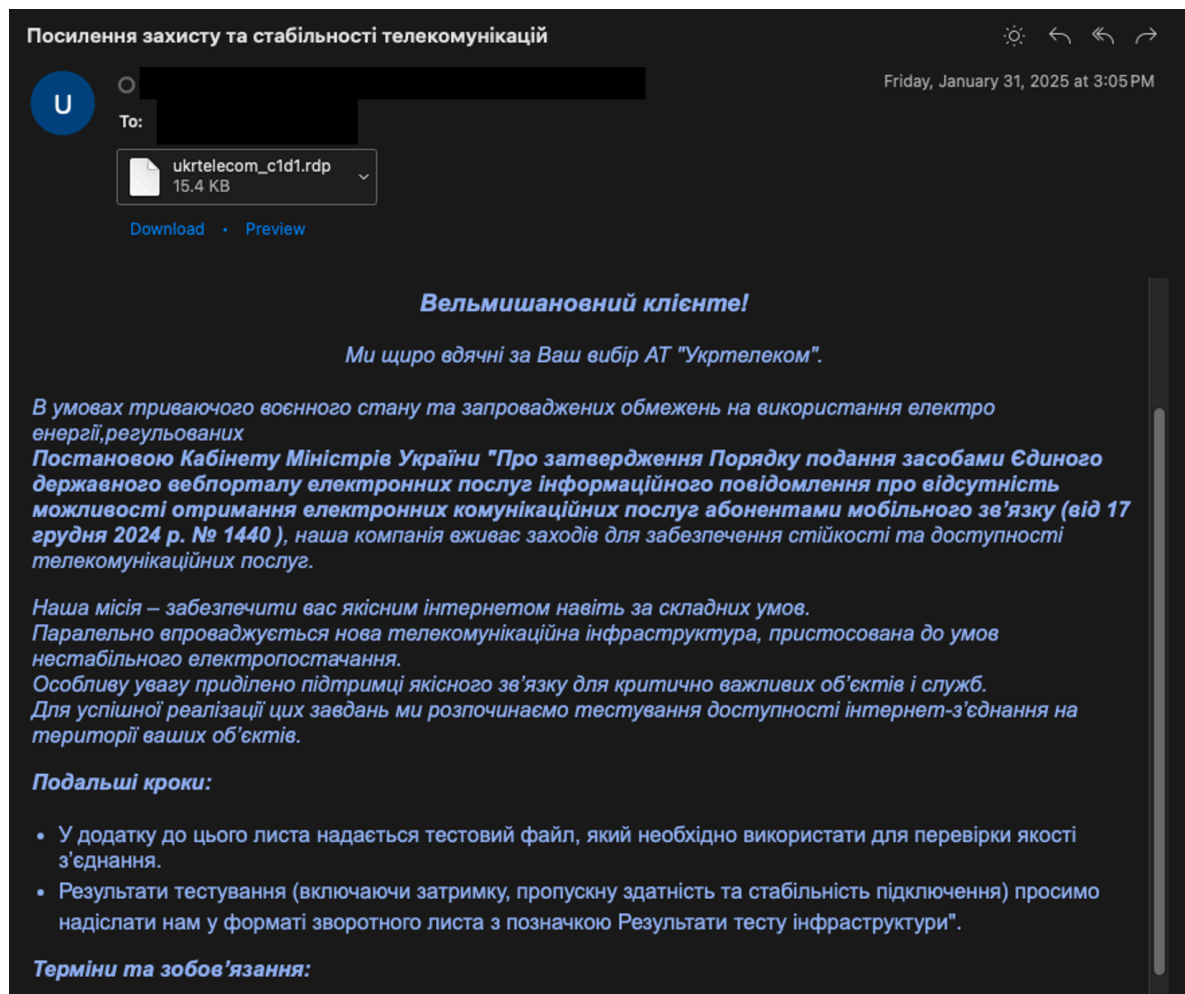 Посилення захисту та стабільності телекомунікацій
Friday, January 31, 2025 at 3:05 PM
U
To:
ukrtelecom_c1d1.rdp
15.4 KB
Download • Preview
Вельмишановний клієнте!
Ми щиро вдячні за Ваш вибір АТ "Укртелеком".
В умовах триваючого воєнного стану та запроваджених обмежень на використання електро
енергії,регульованих
Постановою Кабінету Міністрів України "Про затвердження Порядку подання засобами Єдиного
державного вебпорталу електронних послуг інформаційного повідомлення про відсутність
можливості отримання електронних комунікаційних послуг абонентами мобільного зв’язку (від 17
грудня 2024 р. № 1440 ), наша компанія вживає заходів для забезпечення стійкості та доступності
телекомунікаційних послуг.
Наша місія – забезпечити вас якісним інтернетом навіть за складних умов.
Паралельно впроваджується нова телекомунікаційна інфраструктура, пристосована до умов
нестабільного електропостачання.
Особливу увагу приділено підтримці якісного зв’язку для критично важливих об’єктів і служб.
Для успішної реалізації цих завдань ми розпочинаємо тестування доступності інтернет-з’єднання на
території ваших об’єктів.
Подальші кроки:
• У додатку до цього листа надається тестовий файл, який необхідно використати для перевірки якості
з’єднання.
• Результати тестування (включаючи затримку, пропускну здатність та стабільність підключення) просимо
надіслати нам у форматі зворотного листа з позначкою Результати тесту інфраструктури".
Терміни та зобов’язання: